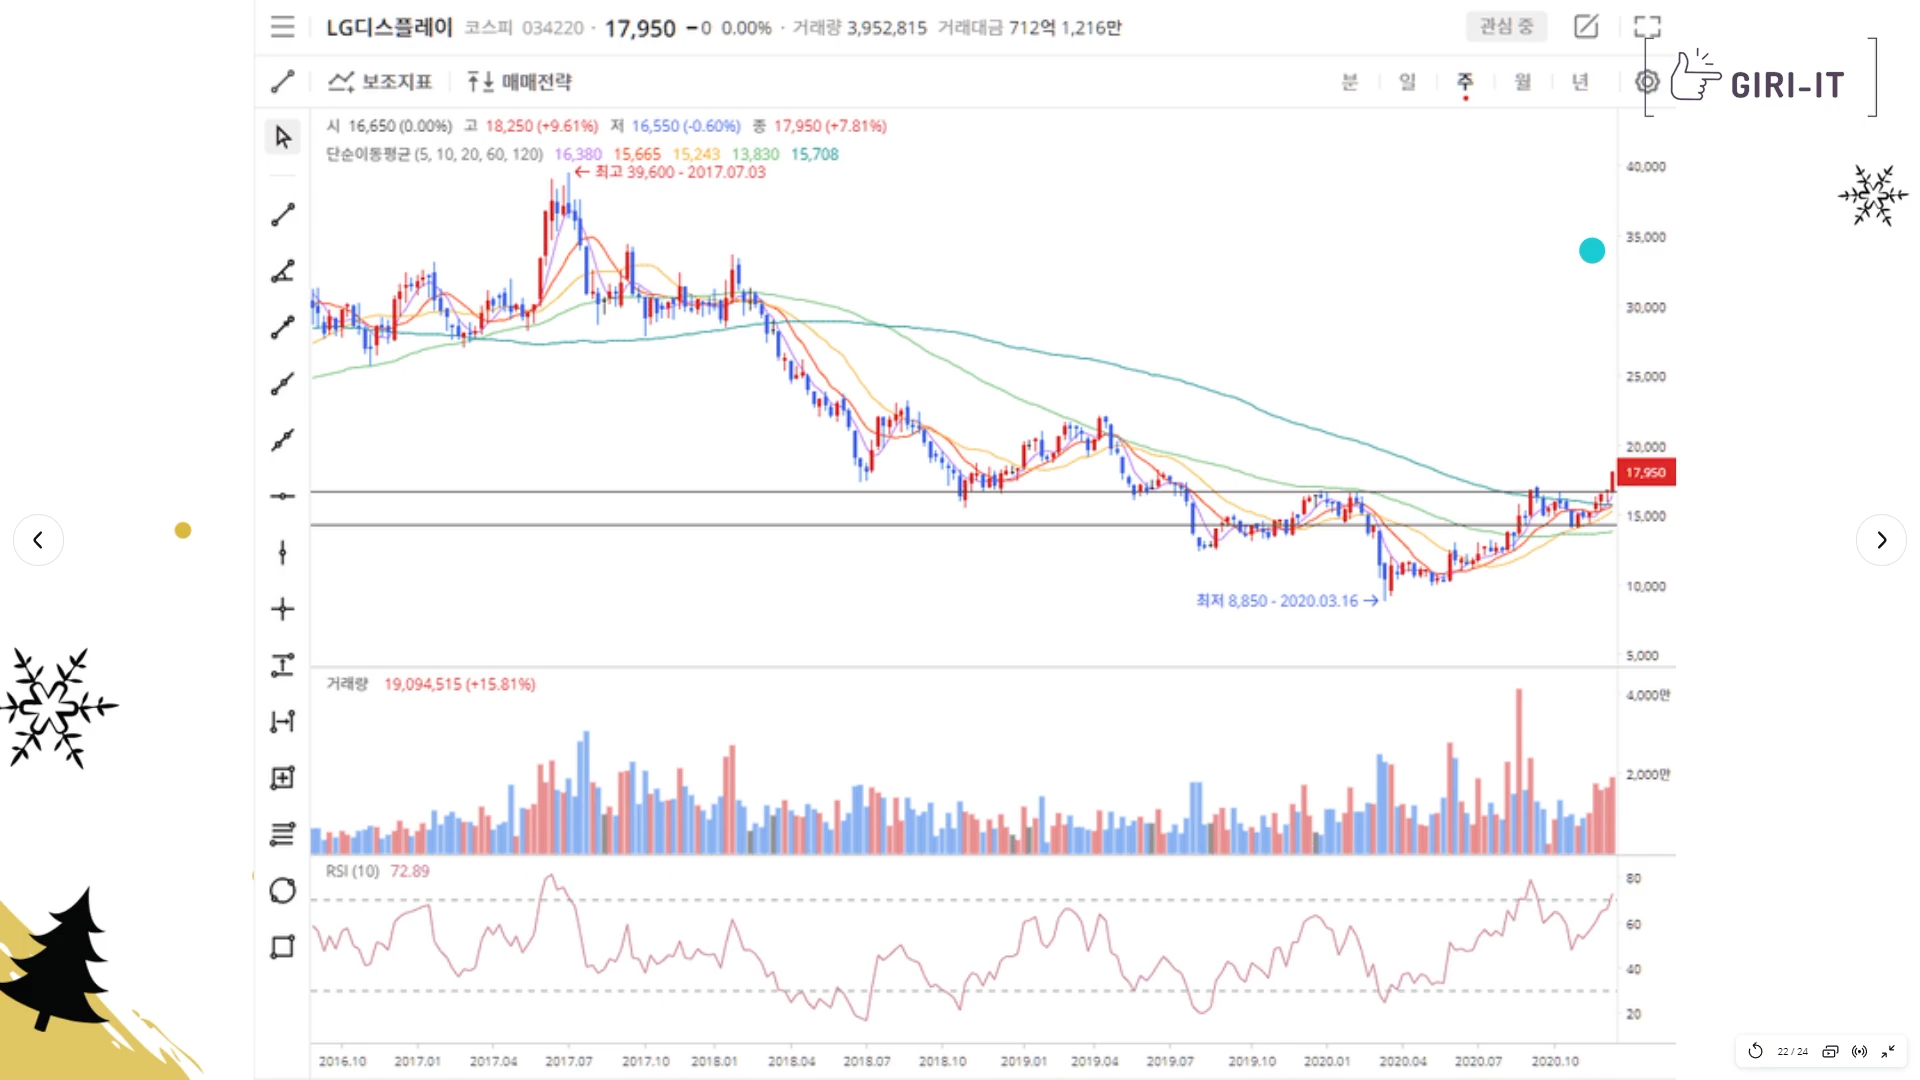 LG디스플레이 코스피 034220 · 17,950 −0 0.00% · 거래량 3,952,815 거래대금 712억 1,216만 관심 중
보조지표 매매전략 분 일 주 월 년
GIRI-IT
시 16,650 (0.00%) 고 18,250 (+9.61%) 저 16,550 (-0.60%) 종 17,950 (+7.81%)
단순이동평균 (5, 10, 20, 60, 120) 16,380 15,665 15,243 13,830 15,708
← 최고 39,600 - 2017.07.03
40,000
35,000
30,000
25,000
20,000
17,950
15,000
10,000
최저 8,850 - 2020.03.16 →
5,000
거래량 19,094,515 (+15.81%)
4,000만
2,000만
RSI (10) 72.89
80
60
40
20
2016.10 2017.01 2017.04 2017.07 2017.10 2018.01 2018.04 2018.07 2018.10 2019.01 2019.04 2019.07 2019.10 2020.01 2020.04 2020.07 2020.10
22 / 24